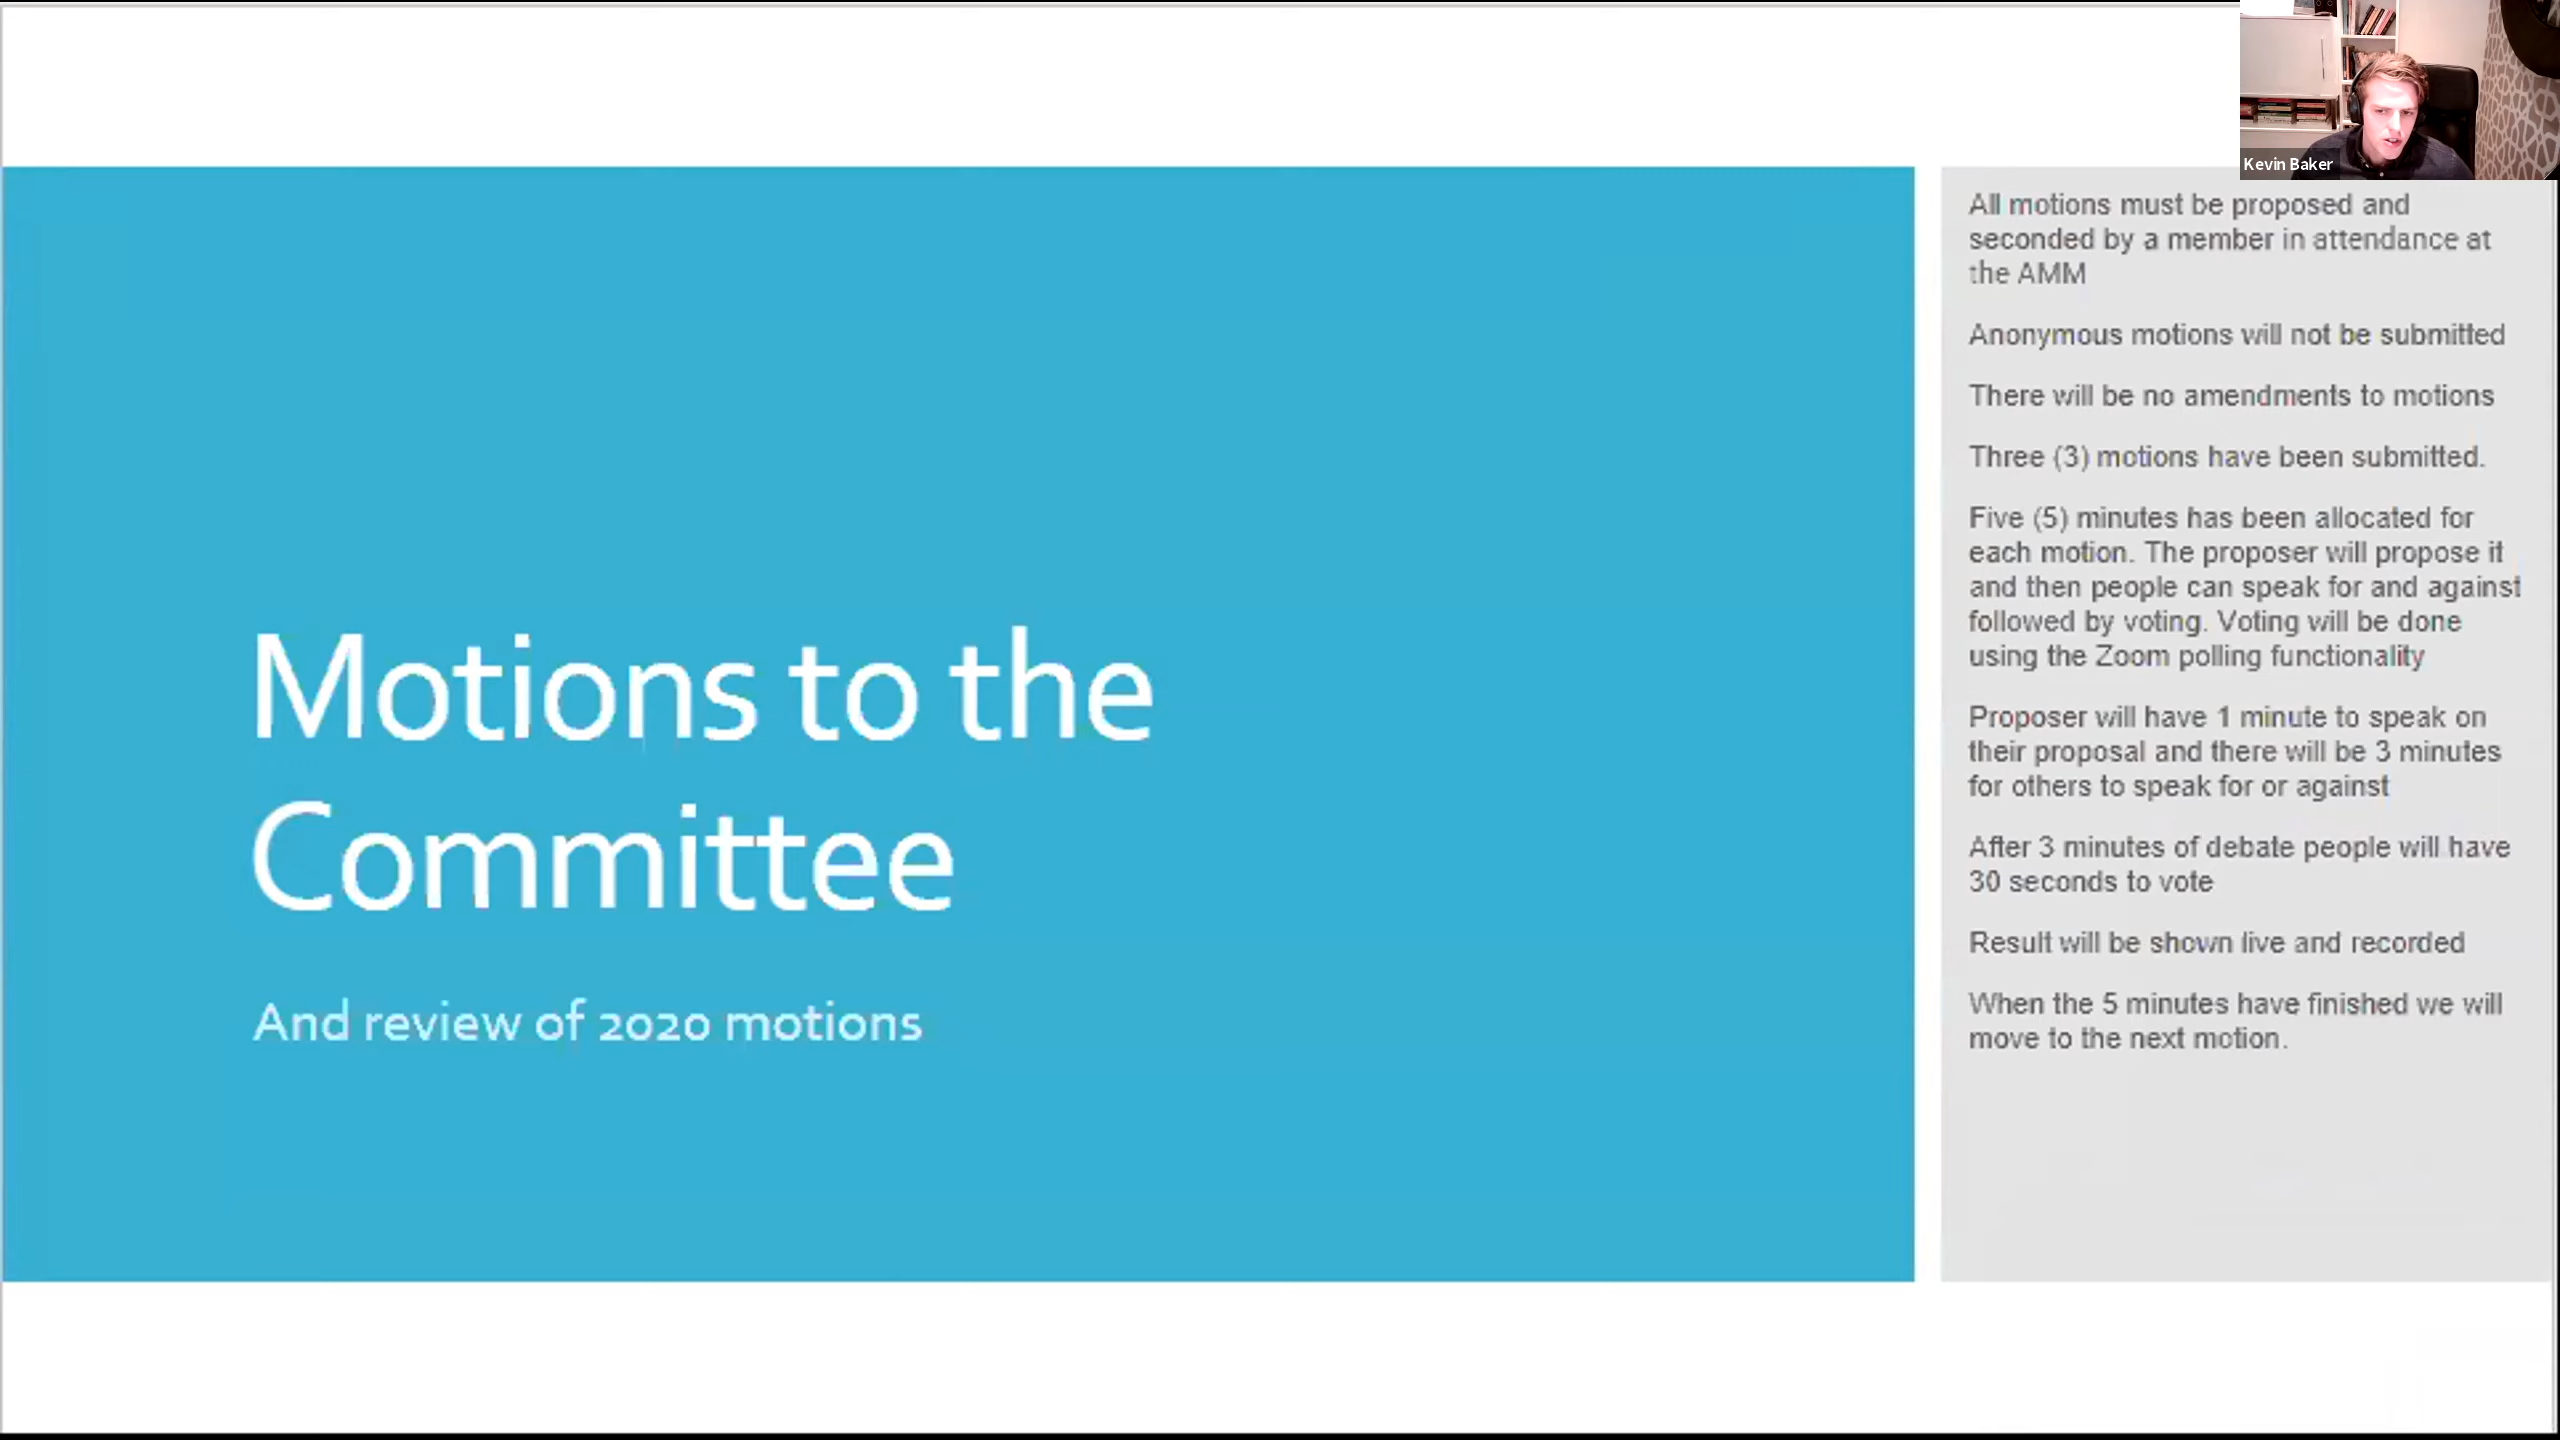 Kevin Baker
Motions to the
Committee
And review of 2020 motions
All motions must be proposed and
seconded by a member in attendance at
the AMM
Anonymous motions will not be submitted
There will be no amendments to motions
Three (3) motions have been submitted.
Five (5) minutes has been allocated for
each motion. The proposer will propose it
and then people can speak for and against
followed by voting. Voting will be done
using the Zoom polling functionality
Proposer will have 1 minute to speak on
their proposal and there will be 3 minutes
for others to speak for or against
After 3 minutes of debate people will have
30 seconds to vote
Result will be shown live and recorded
When the 5 minutes have finished we will
move to the next motion.